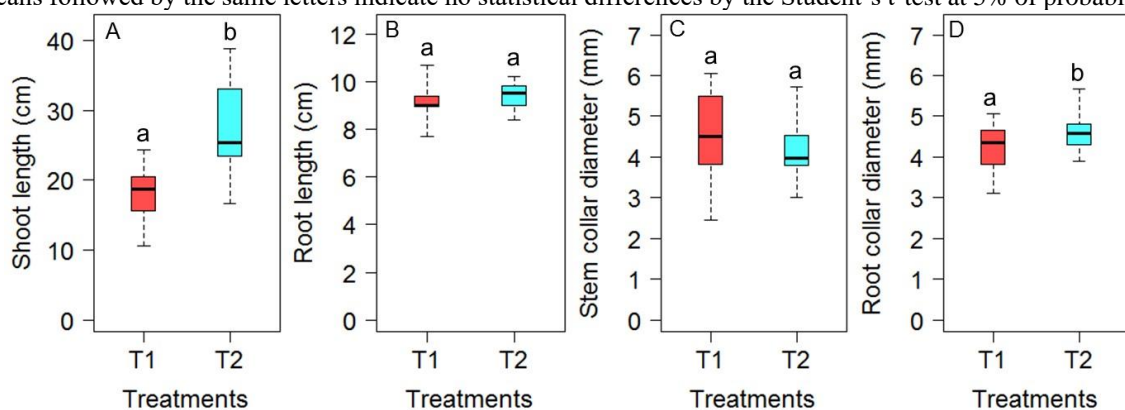 eans followed by the same letters indicate no statistical differences by the Student's t-test at 5% of probabi
A
Shoot length (cm)
40
30
20
10
0
a
b
T1 T2
Treatments
B
Root length (cm)
12
10
8
6
4
2
0
a
a
T1 T2
Treatments
C
Stem collar diameter (mm)
7
6
5
4
3
2
1
0
a
a
T1 T2
Treatments
D
Root collar diameter (mm)
7
6
5
4
3
2
1
0
a
b
T1 T2
Treatments